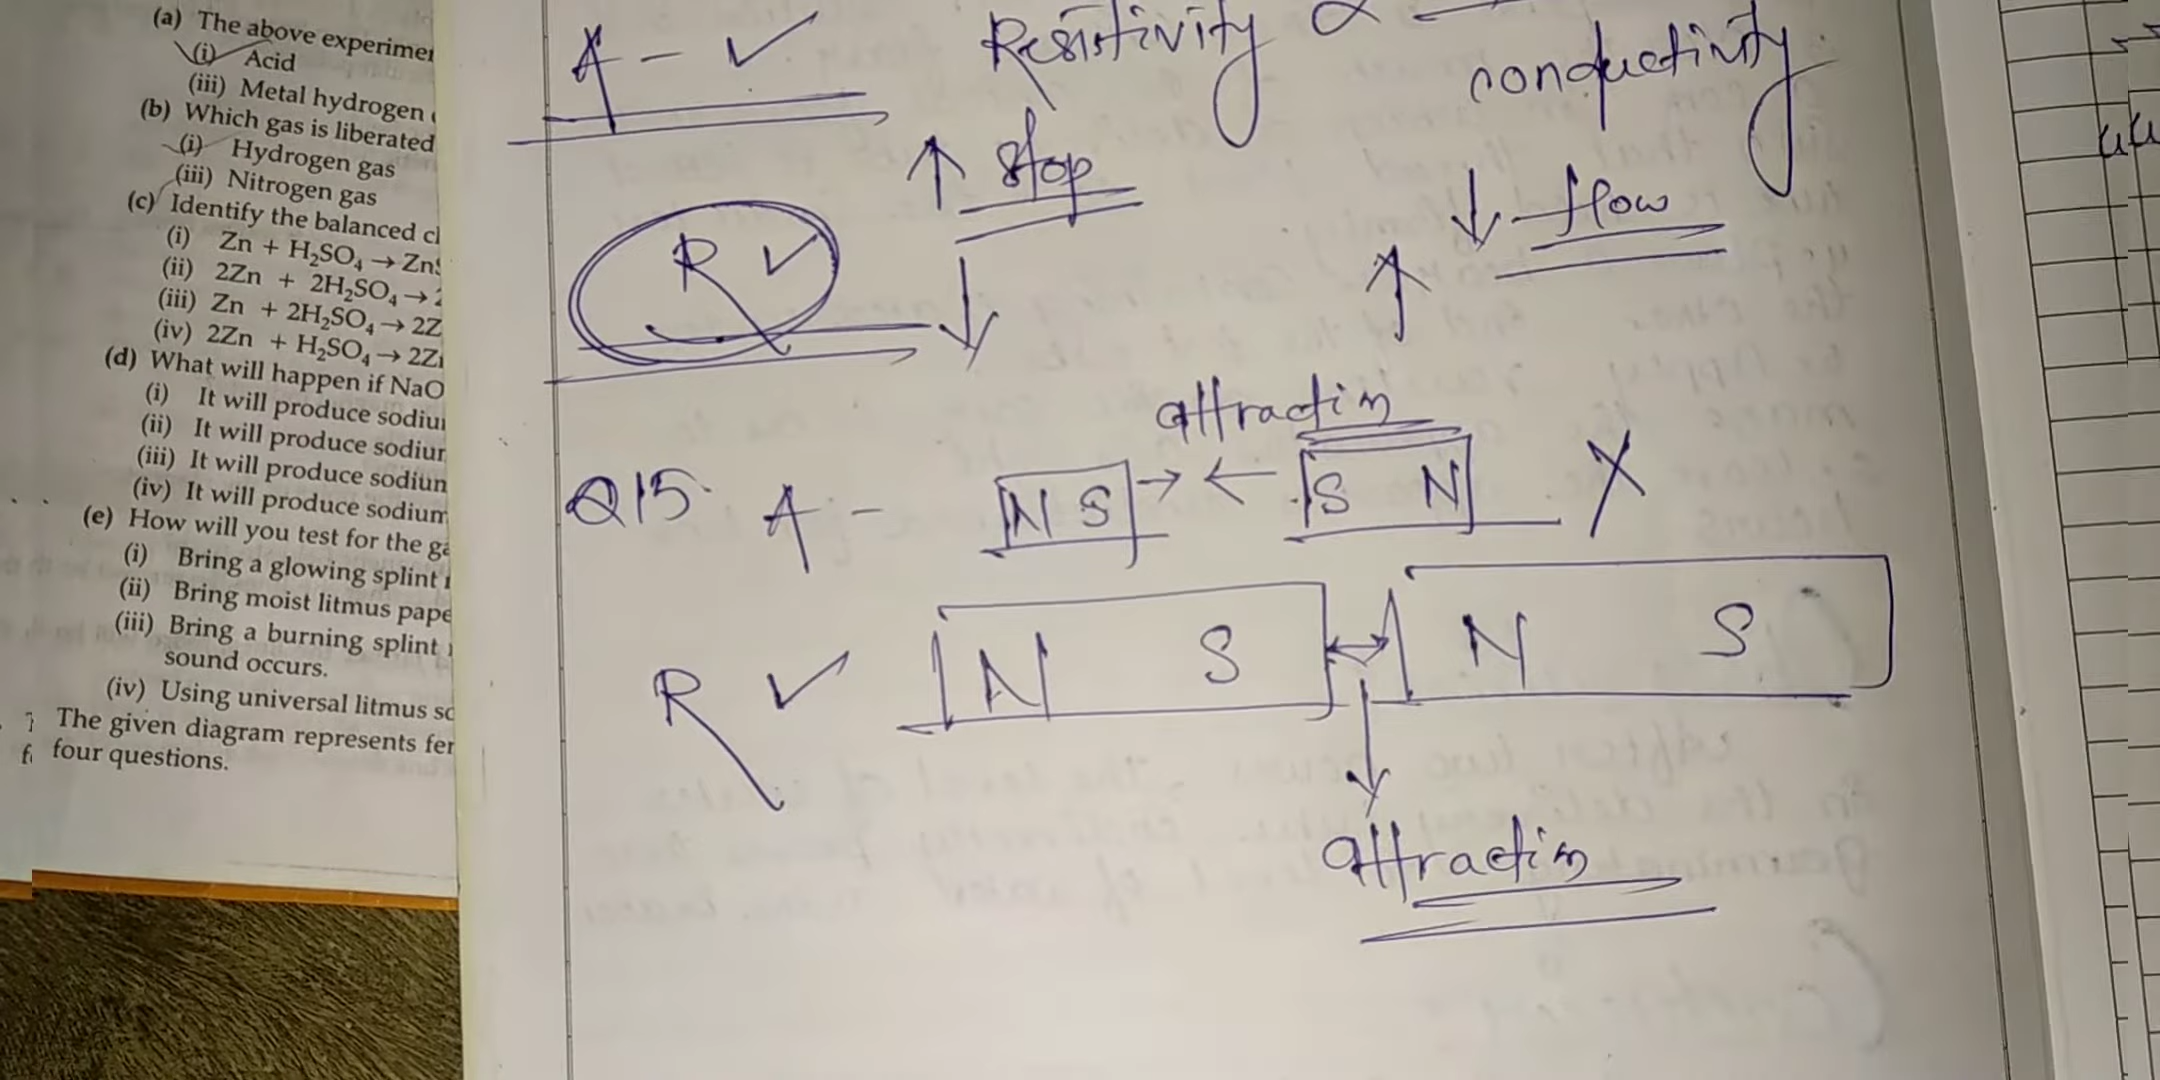 (a) The above experimen
(i) Acid
(iii) Metal hydrogen
(b) Which gas is liberated
(i) Hydrogen gas
(iii) Nitrogen gas
(c) Identify the balanced
(i) Zn + H₂SO₄ → Zn
(ii) 2Zn + 2H₂SO₄ →
(iii) Zn + 2H₂SO₄ → 2Z
(iv) 2Zn + H₂SO₄ → 2Z
(d) What will happen if NaO
(i) It will produce sodiu
(ii) It will produce sodiur
(iii) It will produce sodiun
(iv) It will produce sodium
(e) How will you test for the
(i) Bring a glowing splint
(ii) Bring moist litmus pape
(iii) Bring a burning splint
sound occurs.
(iv) Using universal litmus
The given diagram represents
four questions.
A - ✓ Resistivity ∝
conductivity
↑ stop
↓ - flow
R ✓
↓ ↑
attraction
Q15. A - N S → ← S N X
R ✓ N S ↔ N S
↓
attraction